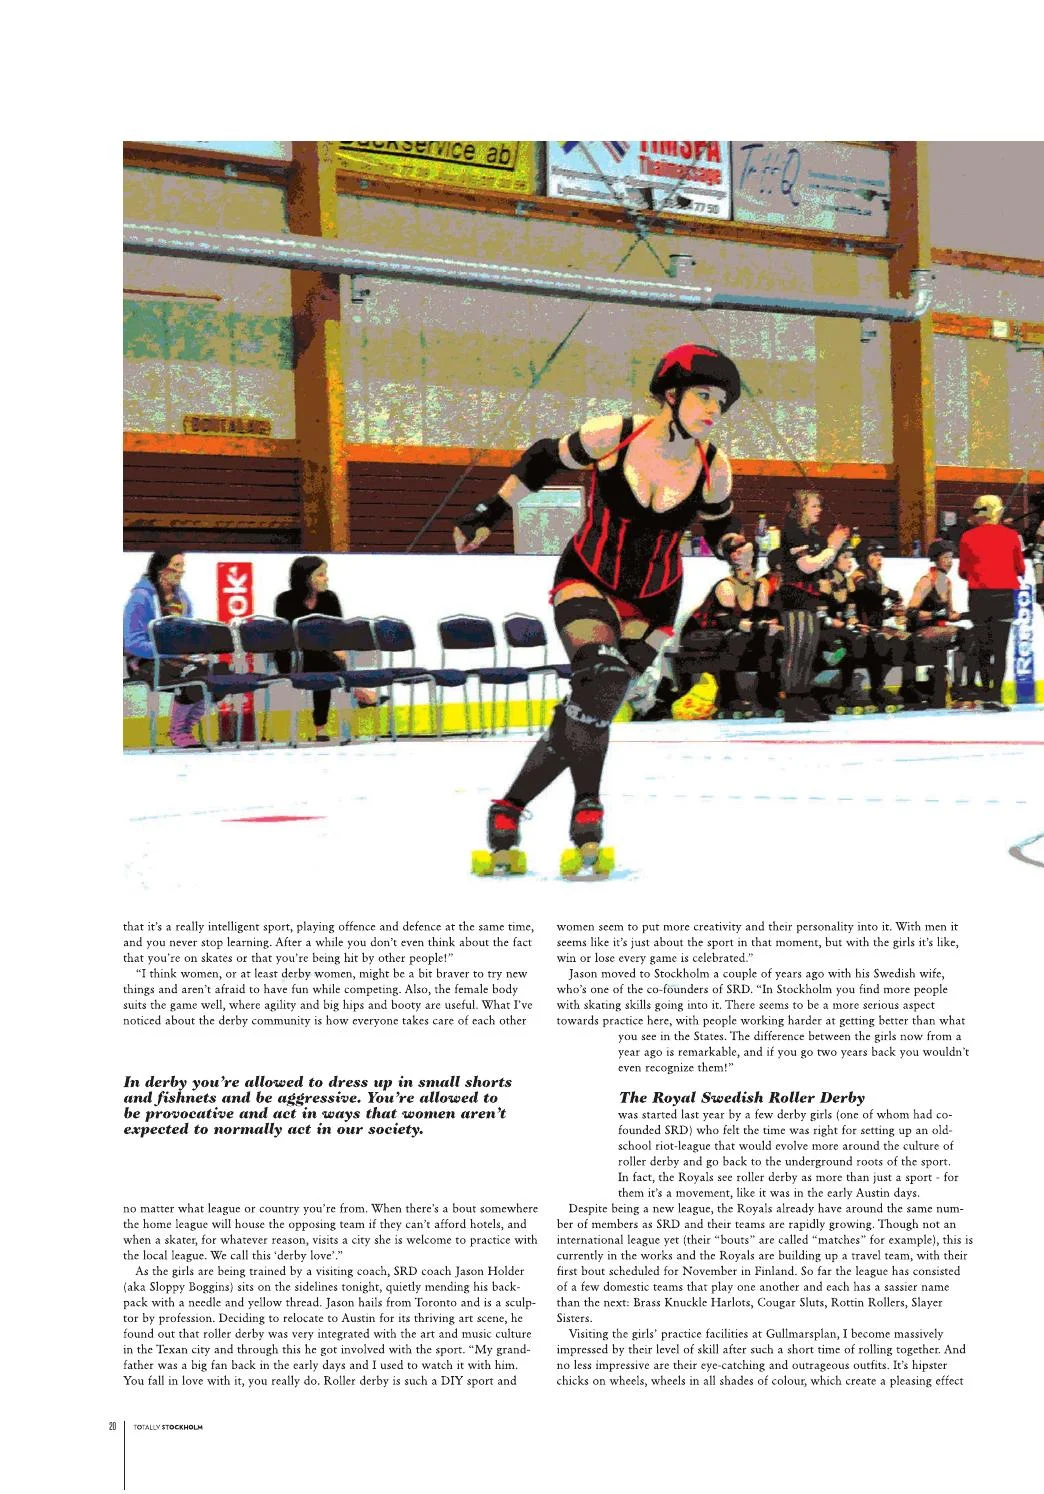 ckservice ab
TIMSFA
Thaimassage
TrHQ
BOUTALAR
ok
Reebok
that it's a really intelligent sport, playing offence and defence at the same time,
and you never stop learning. After a while you don't even think about the fact
that you're on skates or that you're being hit by other people!"
"I think women, or at least derby women, might be a bit braver to try new
things and aren't afraid to have fun while competing. Also, the female body
suits the game well, where agility and big hips and booty are useful. What I've
noticed about the derby community is how everyone takes care of each other
In derby you're allowed to dress up in small shorts
and fishnets and be aggressive. You're allowed to
be provocative and act in ways that women aren't
expected to normally act in our society.
no matter what league or country you're from. When there's a bout somewhere
the home league will house the opposing team if they can't afford hotels, and
when a skater, for whatever reason, visits a city she is welcome to practice with
the local league. We call this 'derby love'."
As the girls are being trained by a visiting coach, SRD coach Jason Holder
(aka Sloppy Boggins) sits on the sidelines tonight, quietly mending his back-
pack with a needle and yellow thread. Jason hails from Toronto and is a sculp-
tor by profession. Deciding to relocate to Austin for its thriving art scene, he
found out that roller derby was very integrated with the art and music culture
in the Texan city and through this he got involved with the sport. "My grand-
father was a big fan back in the early days and I used to watch it with him.
You fall in love with it, you really do. Roller derby is such a DIY sport and
women seem to put more creativity and their personality into it. With men it
seems like it's just about the sport in that moment, but with the girls it's like,
win or lose every game is celebrated."
Jason moved to Stockholm a couple of years ago with his Swedish wife,
who's one of the co-founders of SRD. "In Stockholm you find more people
with skating skills going into it. There seems to be a more serious aspect
towards practice here, with people working harder at getting better than what
you see in the States. The difference between the girls now from a
year ago is remarkable, and if you go two years back you wouldn't
even recognize them!"
The Royal Swedish Roller Derby
was started last year by a few derby girls (one of whom had co-
founded SRD) who felt the time was right for setting up an old-
school riot-league that would evolve more around the culture of
roller derby and go back to the underground roots of the sport.
In fact, the Royals see roller derby as more than just a sport - for
them it's a movement, like it was in the early Austin days.
Despite being a new league, the Royals already have around the same num-
ber of members as SRD and their teams are rapidly growing. Though not an
international league yet (their "bouts" are called "matches" for example), this is
currently in the works and the Royals are building up a travel team, with their
first bout scheduled for November in Finland. So far the league has consisted
of a few domestic teams that play one another and each has a sassier name
than the next: Brass Knuckle Harlots, Cougar Sluts, Rottin Rollers, Slayer
Sisters.
Visiting the girls' practice facilities at Gullmarsplan, I become massively
impressed by their level of skill after such a short time of rolling together. And
no less impressive are their eye-catching and outrageous outfits. It's hipster
chicks on wheels, wheels in all shades of colour, which create a pleasing effect
20
TOTALLY STOCKHOLM